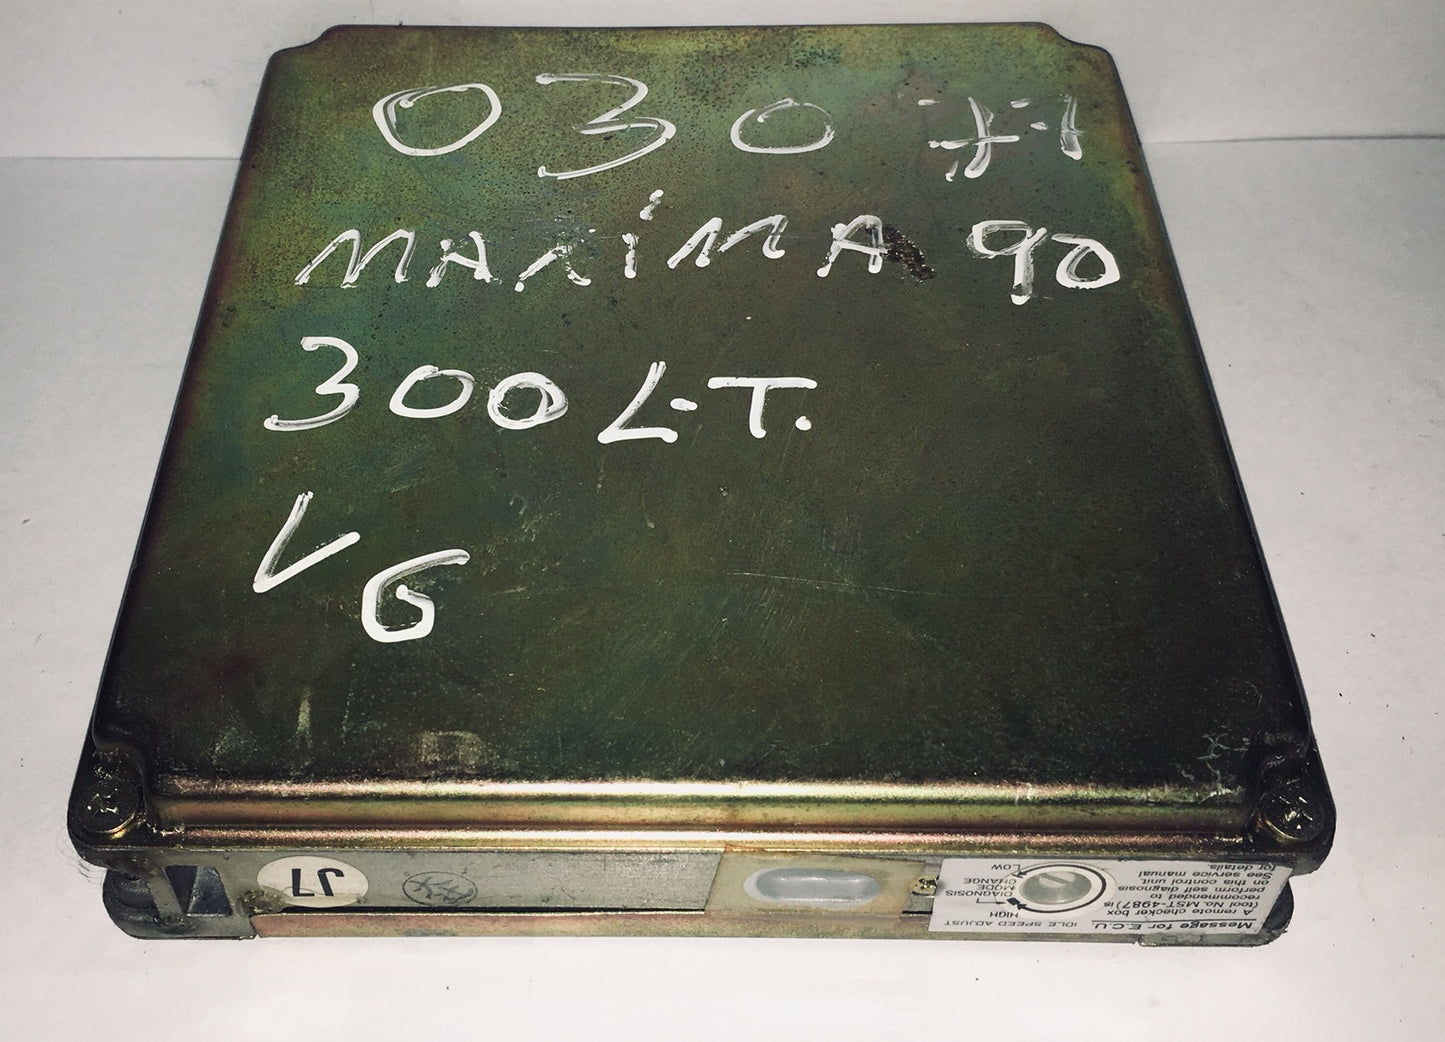 030 #1
MAXiMA 90
300 L.T.
V6
J7
Message for E.C.U.
A remote checker box
(tool No. MST-4987) is
recommended to
perform self diagnosis
on this control unit.
See service manual
for details.
IDLE SPEED ADJUST
HIGH
DIAGNOSIS
MODE
CHANGE
LOW